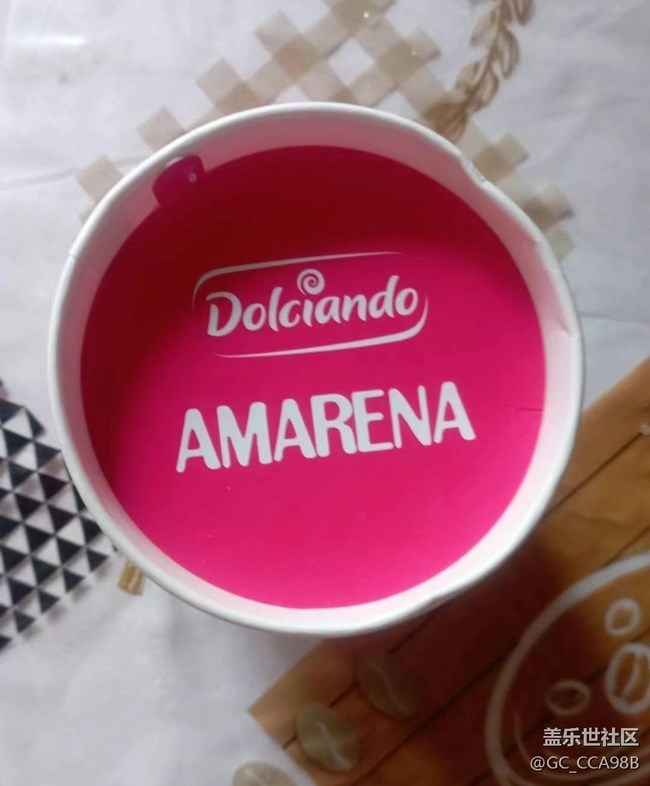 Dolciando
AMARENA
盖乐世社区
@GC_CCA98B